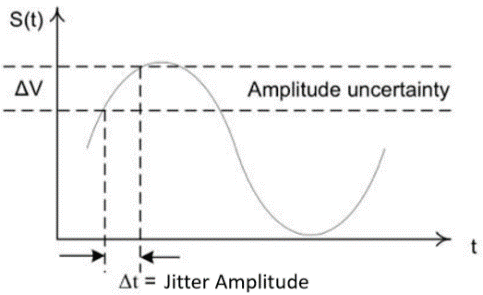 S(t)
ΔV
Amplitude uncertainty
t
Δt = Jitter Amplitude